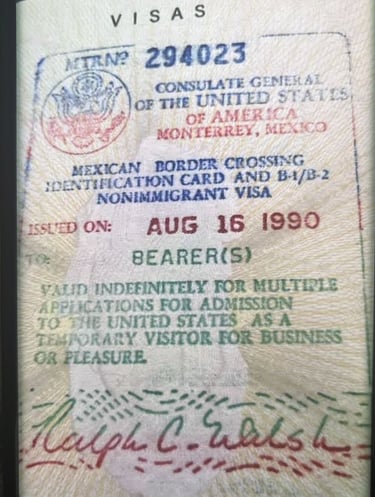 VISAS
MTRNº 294023
CONSULATE GENERAL
OF THE UNITED STATES
OF AMERICA
MONTERREY, MEXICO
MEXICAN BORDER CROSSING
IDENTIFICATION CARD AND B-1/B-2
NONIMMIGRANT VISA
ISSUED ON: AUG 16 1990
TO: BEARER(S)
VALID INDEFINITELY FOR MULTIPLE
APPLICATIONS FOR ADMISSION
TO THE UNITED STATES AS A
TEMPORARY VISITOR FOR BUSINESS
OR PLEASURE.
Ralph C. Walsh